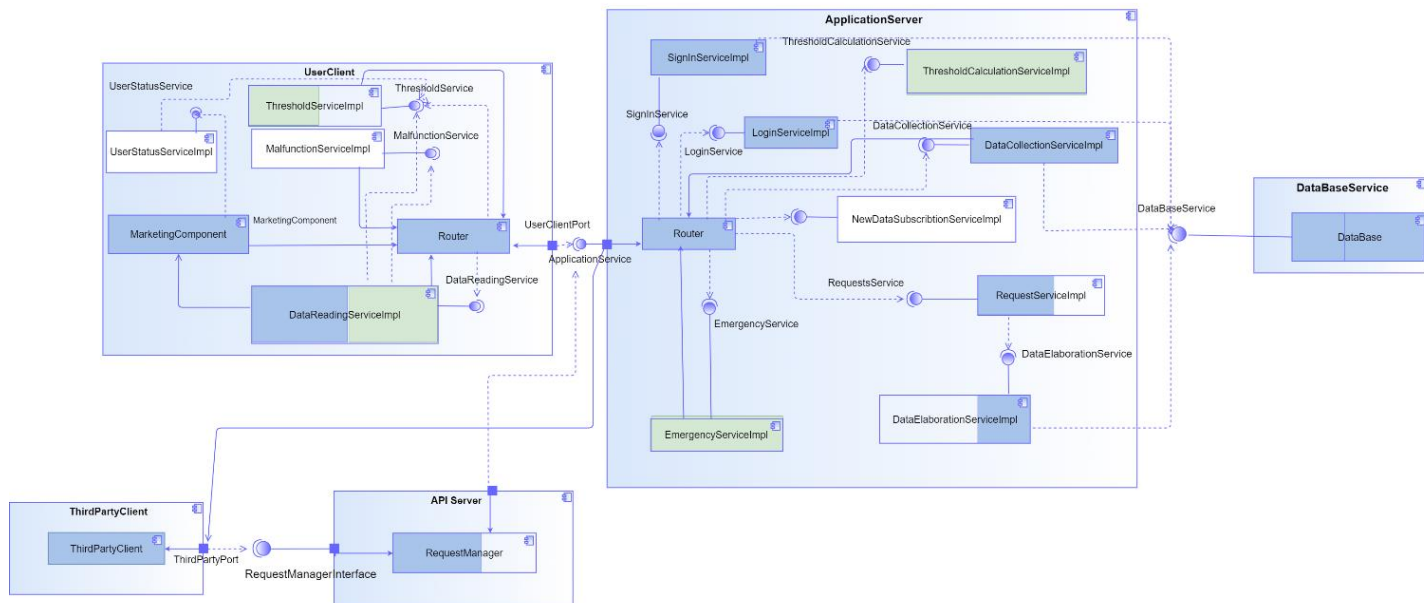 ApplicationServer
SignInServiceImpl
ThresholdCalculationService
ThresholdCalculationServiceImpl
UserClient
UserStatusService
ThresholdService
ThresholdServiceImpl
SignInService
MalfunctionService
LoginServiceImpl
DataCollectionService
UserStatusServiceImpl
MalfunctionServiceImpl
LoginService
DataCollectionServiceImpl
DataBaseService
DataBaseService
MarketingComponent
MarketingComponent
Router
UserClientPort
ApplicationService
Router
NewDataSubscribtionServiceImpl
DataBase
DataReadingService
RequestsService
RequestServiceImpl
DataReadingServiceImpl
EmergencyService
DataElaborationService
EmergencyServiceImpl
DataElaborationServiceImpl
API Server
ThirdPartyClient
ThirdPartyClient
RequestManager
ThirdPartyPort
RequestManagerInterface